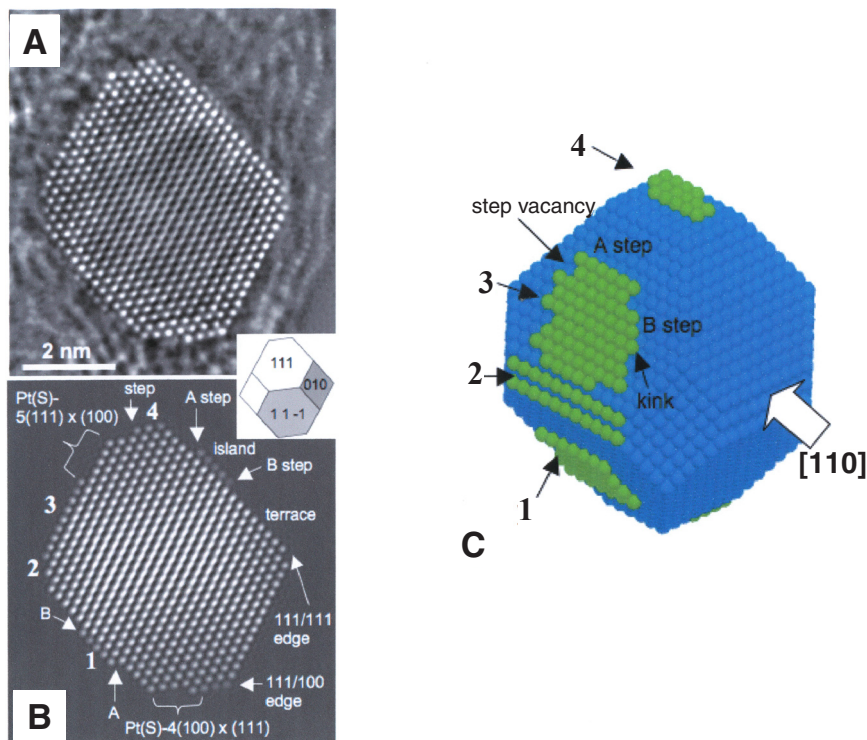 A
2 nm
111
010
1 1 -1
Pt(S)-
5(111) x (100)
step
4
A step
island
B step
3
terrace
2
B
111/111
edge
1
111/100
edge
A
B
Pt(S)-4(100) x (111)
4
step vacancy
A step
3
B step
2
kink
[110]
1
C